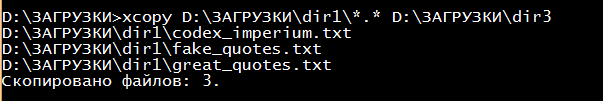 D:\ЗАГРУЗКИ>xcopy D:\ЗАГРУЗКИ\dir1\*.* D:\ЗАГРУЗКИ\dir3
D:\ЗАГРУЗКИ\dir1\codex_imperium.txt
D:\ЗАГРУЗКИ\dir1\fake_quotes.txt
D:\ЗАГРУЗКИ\dir1\great_quotes.txt
Скопировано файлов: 3.